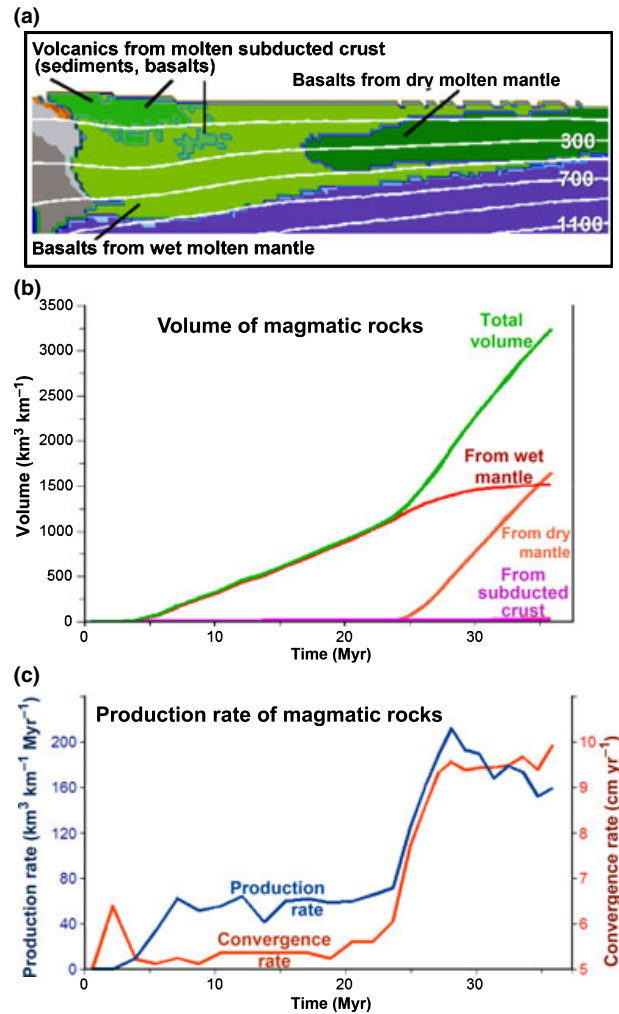 (a)
Volcanics from molten subducted crust
(sediments, basalts)
Basalts from dry molten mantle
300
700
1100
Basalts from wet molten mantle
(b)
Volume of magmatic rocks
3500
3000
2500
2000
1500
1000
500
0
Volume (km³ km⁻¹)
Total
volume
From wet
mantle
From dry
mantle
From
subducted
crust
0
10
20
30
Time (Myr)
(c)
Production rate of magmatic rocks
200
160
120
80
40
0
Production rate (km³ km⁻¹ Myr⁻¹)
Production
rate
Convergence
rate
10
9
8
7
6
5
Convergence rate (cm yr⁻¹)
0
10
20
30
Time (Myr)